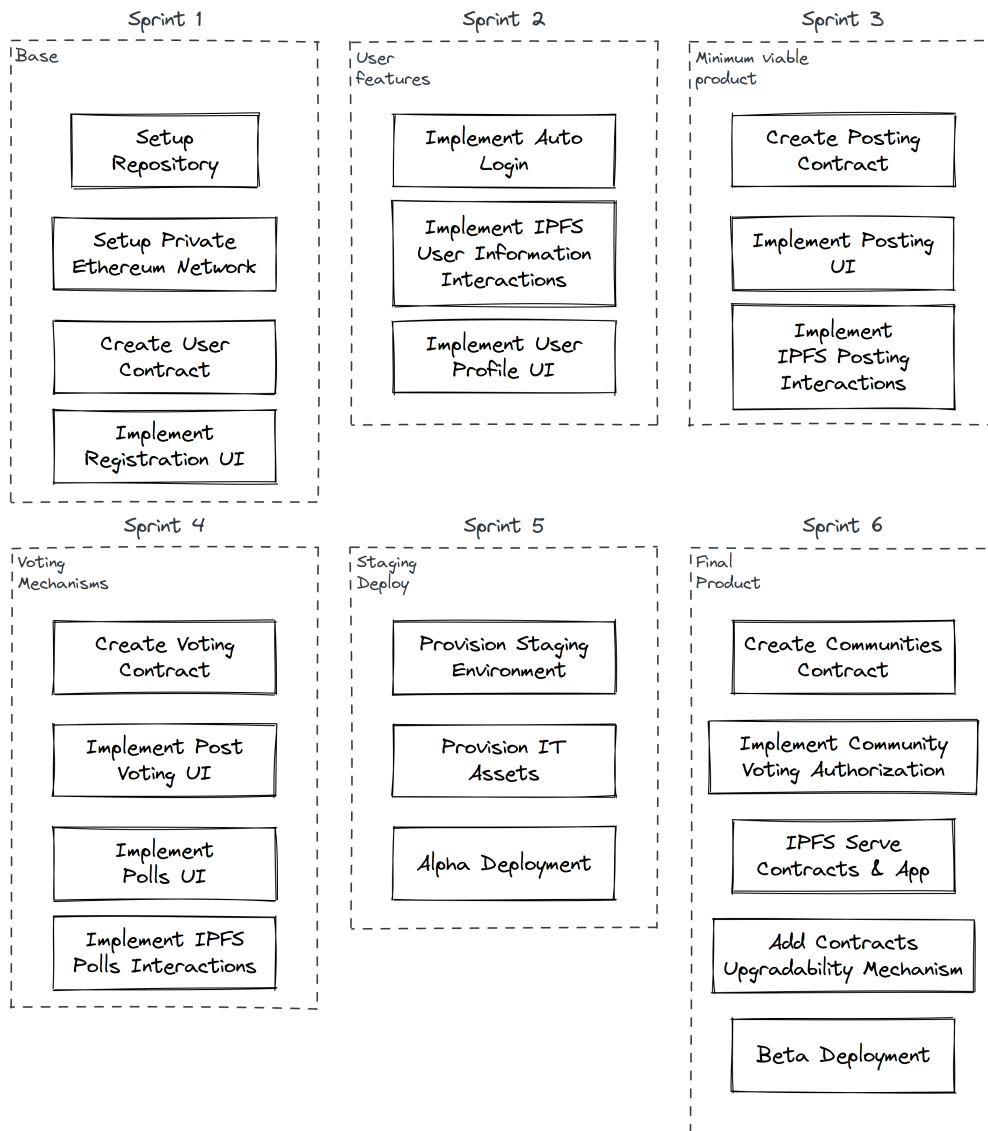 Sprint 1
Base
Setup
Repository
Setup Private
Ethereum Network
Create User
Contract
Implement
Registration UI
Sprint 2
User
features
Implement Auto
Login
Implement IPFS
User Information
Interactions
Implement User
Profile UI
Sprint 3
Minimum viable
product
Create Posting
Contract
Implement Posting
UI
Implement
IPFS Posting
Interactions
Sprint 4
Voting
Mechanisms
Create Voting
Contract
Implement Post
Voting UI
Implement
Polls UI
Implement IPFS
Polls Interactions
Sprint 5
Staging
Deploy
Provision Staging
Environment
Provision IT
Assets
Alpha Deployment
Sprint 6
Final
Product
Create Communities
Contract
Implement Community
Voting Authorization
IPFS Serve
Contracts & App
Add Contracts
Upgradability Mechanism
Beta Deployment